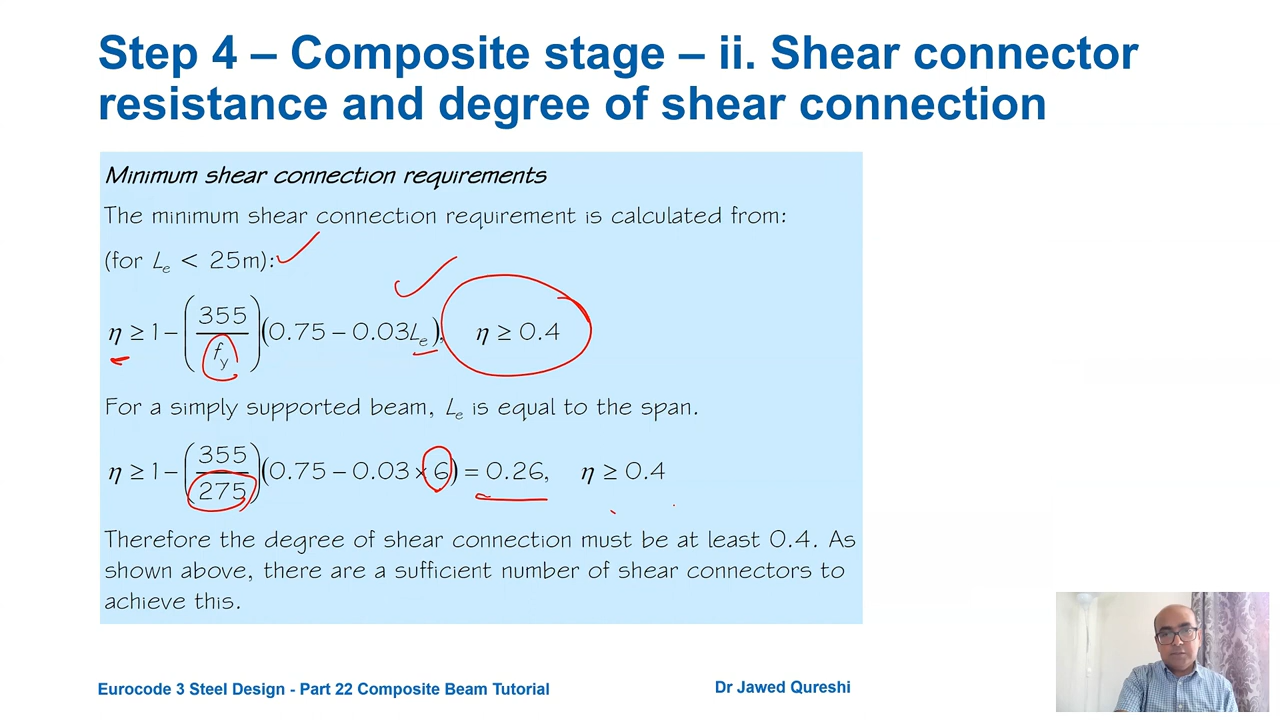 Step 4 – Composite stage – ii. Shear connector
resistance and degree of shear connection
Minimum shear connection requirements
The minimum shear connection requirement is calculated from:
(for Le < 25m):
η ≥ 1 − (355/fy)(0.75 − 0.03Le), η ≥ 0.4
For a simply supported beam, Le is equal to the span.
η ≥ 1 − (355/275)(0.75 − 0.03 × 6) = 0.26, η ≥ 0.4
Therefore the degree of shear connection must be at least 0.4. As
shown above, there are a sufficient number of shear connectors to
achieve this.
Eurocode 3 Steel Design - Part 22 Composite Beam Tutorial
Dr Jawed Qureshi